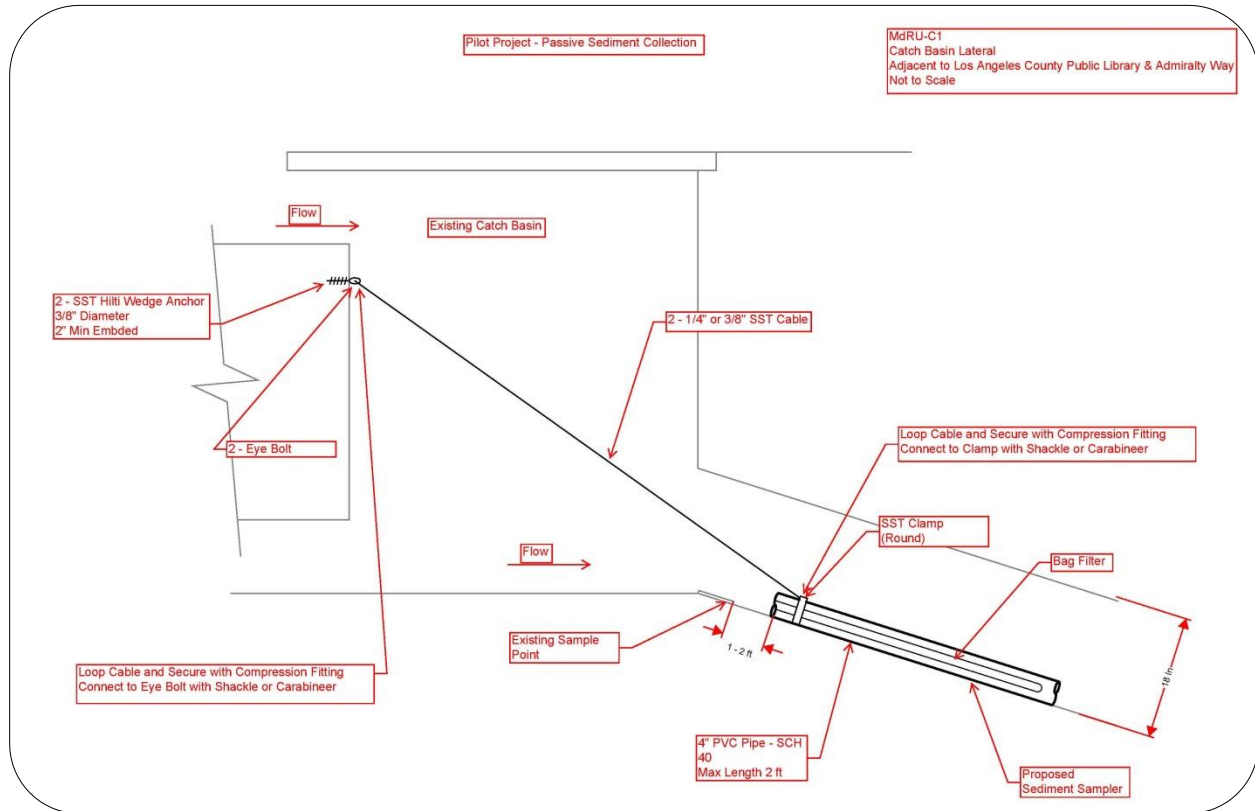 Pilot Project - Passive Sediment Collection
MdRU-C1
Catch Basin Lateral
Adjacent to Los Angeles County Public Library & Admiralty Way
Not to Scale
Flow
Existing Catch Basin
2 - SST Hilti Wedge Anchor
3/8" Diameter
2" Min Embded
2 - 1/4" or 3/8" SST Cable
2 - Eye Bolt
Loop Cable and Secure with Compression Fitting
Connect to Clamp with Shackle or Carabineer
SST Clamp
(Round)
Flow
Bag Filter
Existing Sample
Point
1 - 2 ft
18 in
Loop Cable and Secure with Compression Fitting
Connect to Eye Bolt with Shackle or Carabineer
4" PVC Pipe - SCH
40
Max Length 2 ft
Proposed
Sediment Sampler